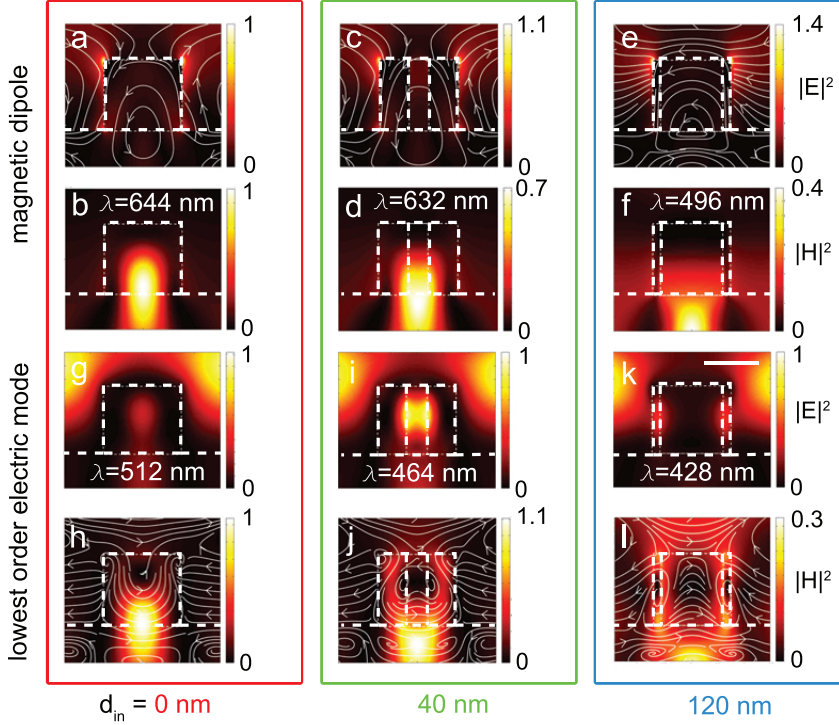 magnetic dipole
lowest order electric mode
a
1
0
c
1.1
0
e
1.4
|E|²
0
b
λ=644 nm
1
0
d
λ=632 nm
0.7
0
f
λ=496 nm
0.4
|H|²
0
g
λ=512 nm
1
0
i
λ=464 nm
1
0
k
λ=428 nm
1
|E|²
0
h
1
0
j
1.1
0
l
0.3
|H|²
0
d_in = 0 nm
40 nm
120 nm